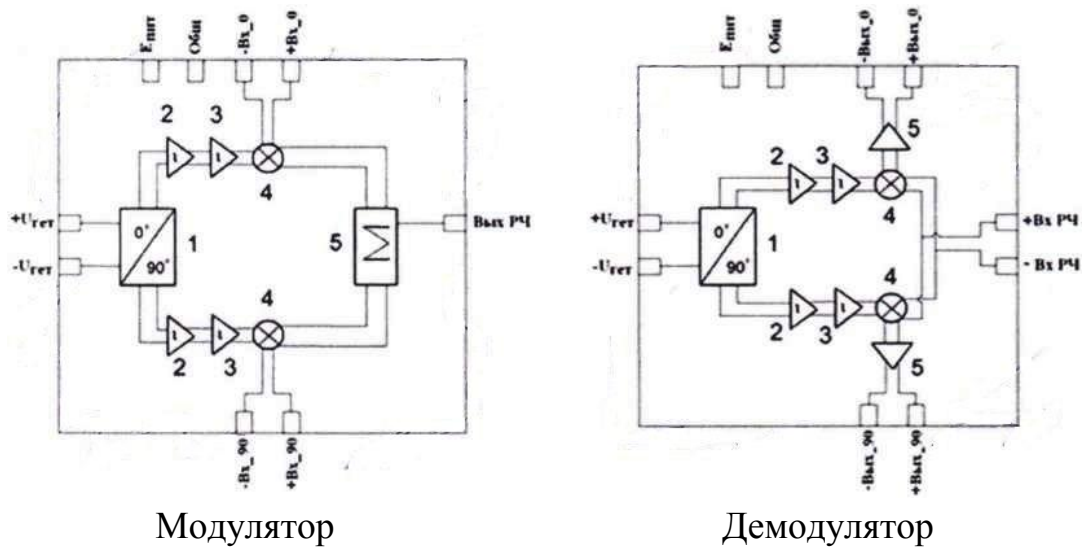 Eпит Общ -Вх_0 +Вх_0
2 3
4
+Uгет
-Uгет
0°
90°
1
5
Σ
Вых РЧ
4
2 3
-Вх_90 +Вх_90
Модулятор
Eпит Общ -Вых_0 +Вых_0
5
2 3
4
+Uгет
-Uгет
0°
90°
1
+Вх РЧ
- Вх РЧ
4
2 3
5
-Вых_90 +Вых_90
Демодулятор